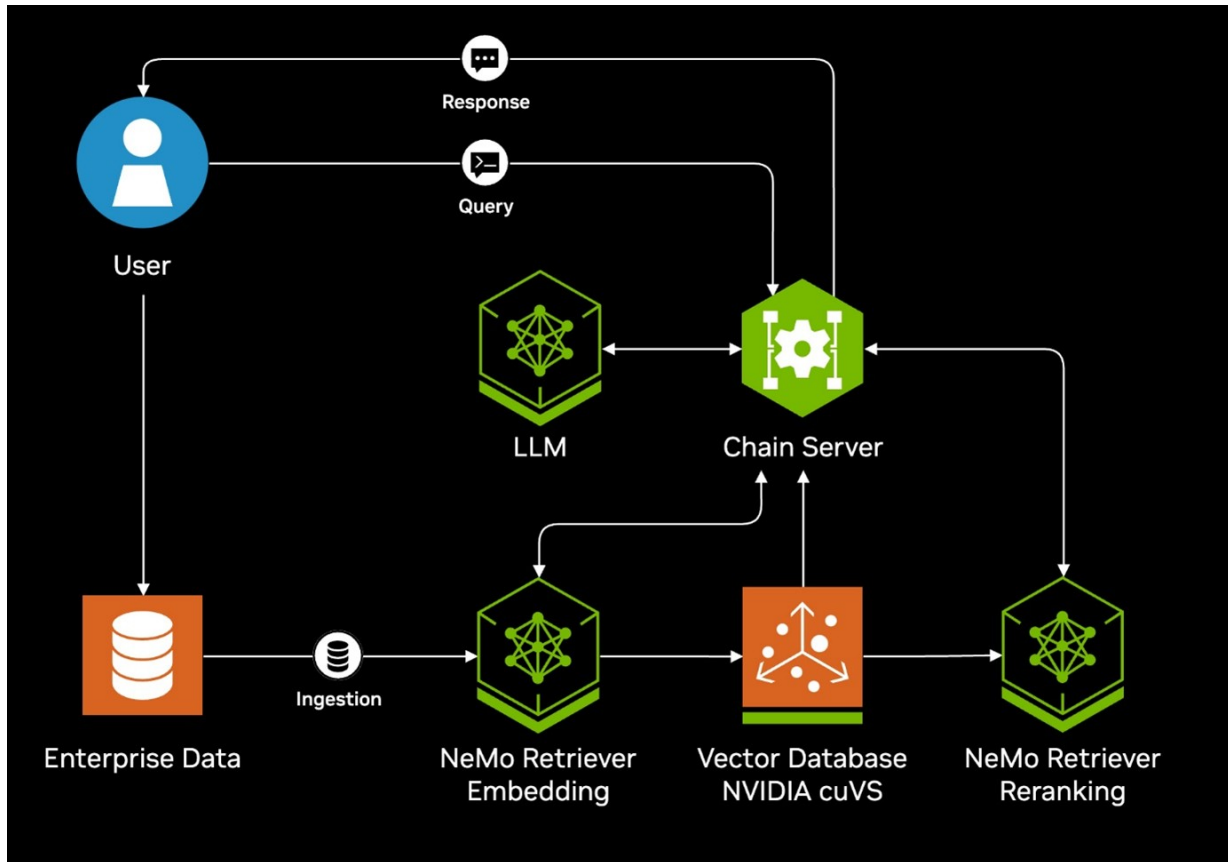 Response
Query
User
LLM
Chain Server
Ingestion
Enterprise Data
NeMo Retriever
Embedding
Vector Database
NVIDIA cuVS
NeMo Retriever
Reranking